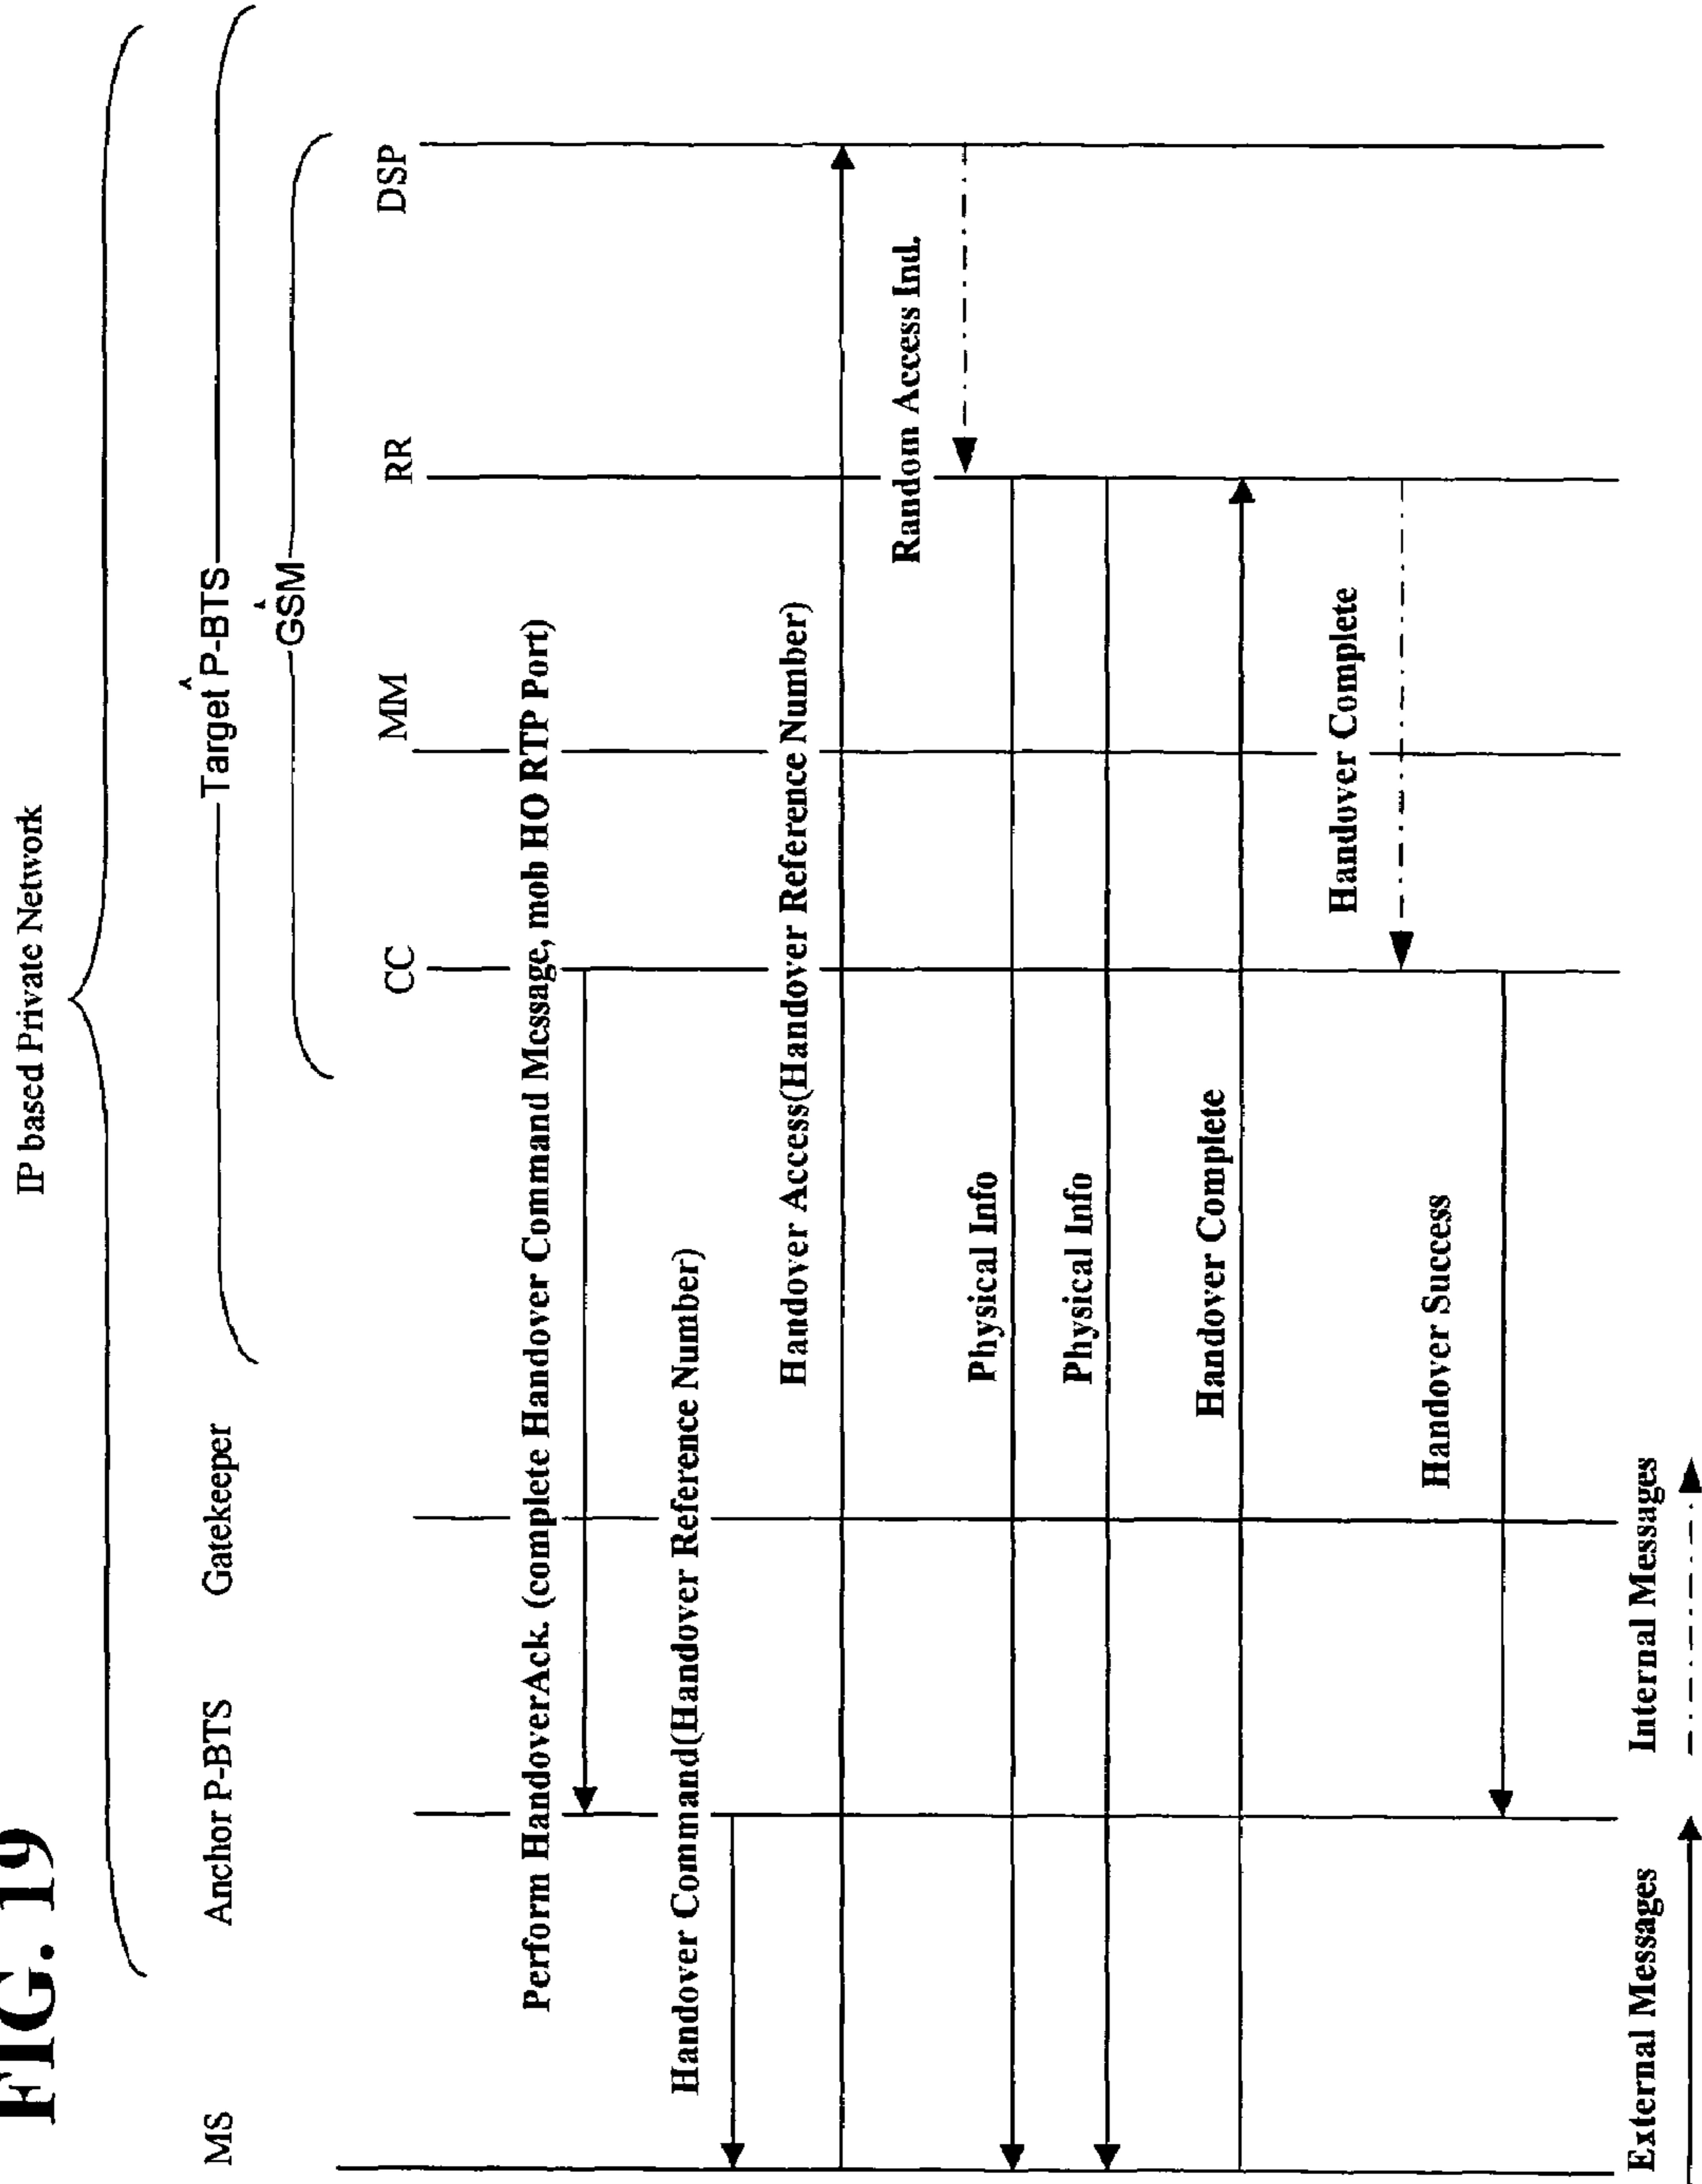 FIG. 19
IP based Private Network
Target P-BTS
GSM
MS
Anchor P-BTS
Gatekeeper
CC
MM
RR
DSP
Perform HandoverAck. (complete Handover Command Message, mob HO RTP Port)
Handover Command(Handover Reference Number)
Handover Access(Handover Reference Number)
Random Access Ind.
Physical Info
Physical Info
Handover Complete
Handover Complete
Handover Success
External Messages
Internal Messages